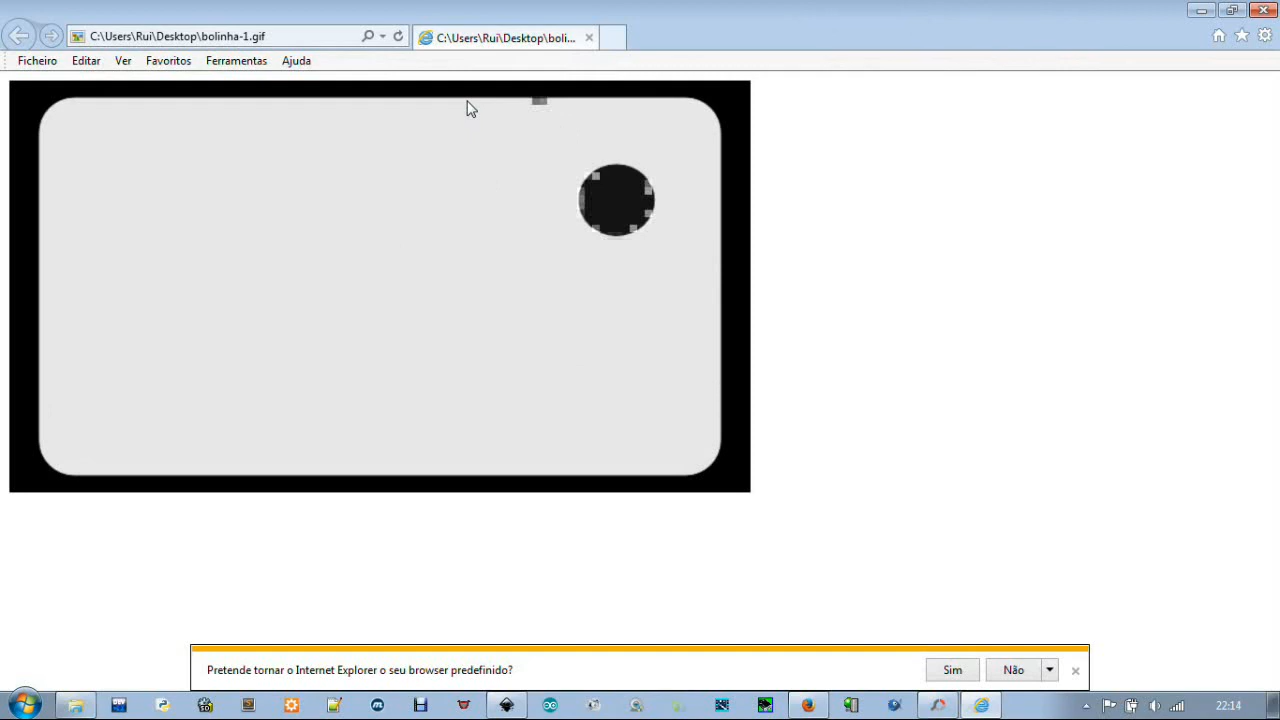 C:\Users\Rui\Desktop\bolinha-1.gif
C:\Users\Rui\Desktop\boli...
Ficheiro Editar Ver Favoritos Ferramentas Ajuda
Pretende tornar o Internet Explorer o seu browser predefinido?
Sim
Não
22:14